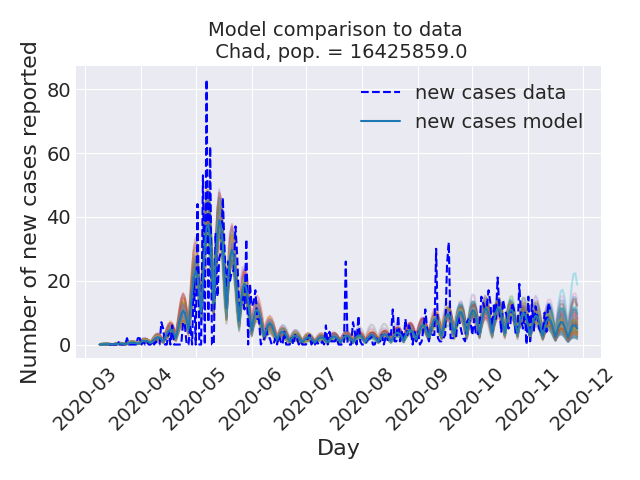 Model comparison to data
Chad, pop. = 16425859.0
Number of new cases reported
80
60
40
20
0
new cases data
new cases model
2020-03
2020-04
2020-05
2020-06
2020-07
2020-08
2020-09
2020-10
2020-11
2020-12
Day